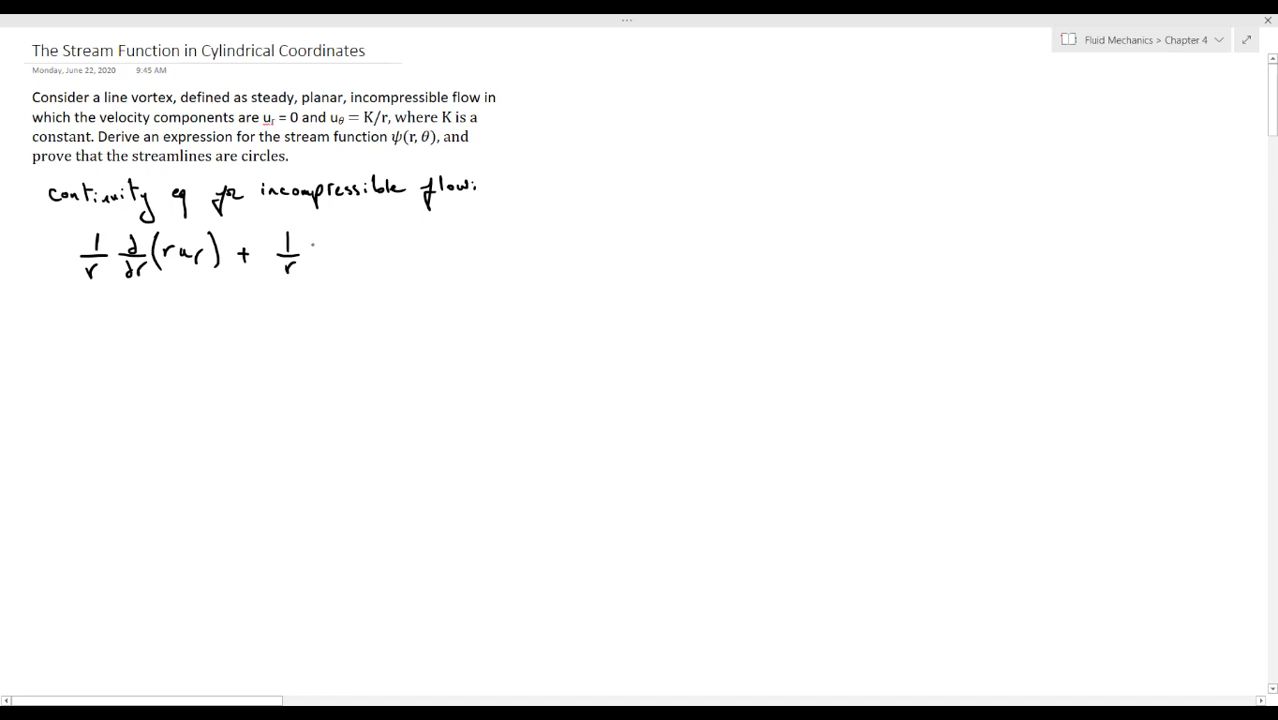 The Stream Function in Cylindrical Coordinates
Fluid Mechanics > Chapter 4
Monday, June 22, 2020 9:45 AM
Consider a line vortex, defined as steady, planar, incompressible flow in
which the velocity components are uᵣ = 0 and u_θ = K/r, where K is a
constant. Derive an expression for the stream function ψ(r, θ), and
prove that the streamlines are circles.
continuity eq for incompressible flow:
1/r ∂/∂r (r uᵣ) + 1/r